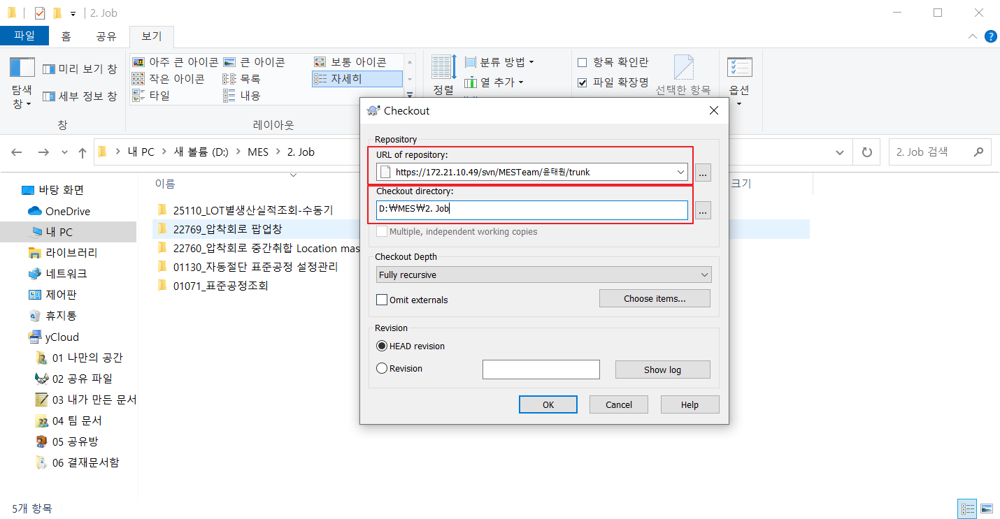 2. Job
파일 홈 공유 보기
미리 보기 창
세부 정보 창
탐색
창
창
아주 큰 아이콘 큰 아이콘 보통 아이콘
작은 아이콘 목록 자세히
타일 내용
레이아웃
정렬
분류 방법
열 추가
항목 확인란
파일 확장명
선택한 항목
옵션
내 PC > 새 볼륨 (D:) > MES > 2. Job
2. Job 검색
이름
크기
바탕 화면
OneDrive
내 PC
라이브러리
네트워크
제어판
휴지통
yCloud
01 나만의 공간
02 공유 파일
03 내가 만든 문서
04 팀 문서
05 공유방
06 결재문서함
25110_LOT별생산실적조회-수동기
22769_압착회로 팝업창
22760_압착회로 중간취합 Location mas
01130_자동절단 표준공정 설정관리
01071_표준공정조회
Checkout
Repository
URL of repository:
https://172.21.10.49/svn/MESTeam/윤태원/trunk
...
Checkout directory:
D:₩MES₩2. Job
...
Multiple, independent working copies
Checkout Depth
Fully recursive
Omit externals
Choose items...
Revision
HEAD revision
Revision
Show log
OK Cancel Help
5개 항목